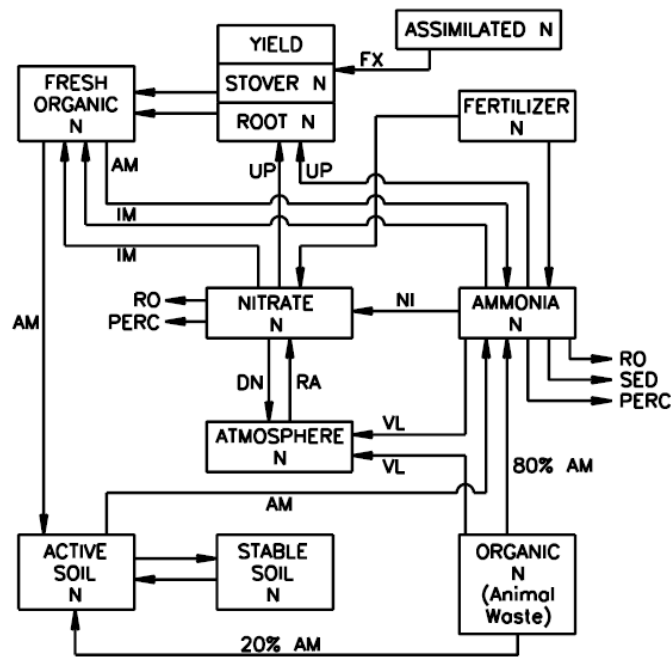 ASSIMILATED N
YIELD
STOVER N
ROOT N
FX
FRESH
ORGANIC
N
FERTILIZER
N
AM
UP
UP
IM
IM
AM
RO
PERC
NITRATE
N
NI
AMMONIA
N
RO
SED
PERC
DN
RA
ATMOSPHERE
N
VL
VL
80% AM
AM
ACTIVE
SOIL
N
STABLE
SOIL
N
ORGANIC
N
(Animal
Waste)
20% AM